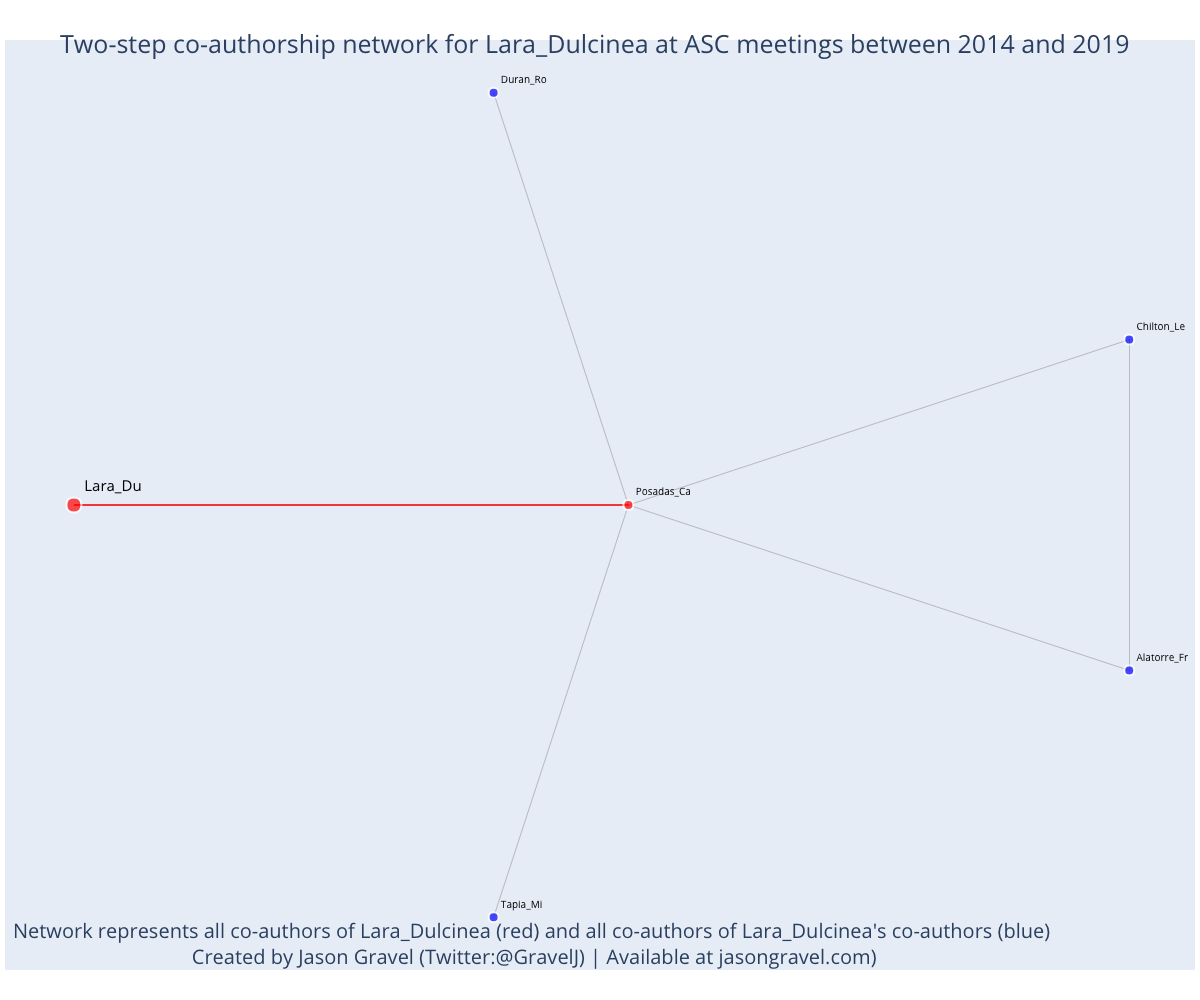 Two-step co-authorship network for Lara_Dulcinea at ASC meetings between 2014 and 2019
Duran_Ro
Chilton_Le
Lara_Du
Posadas_Ca
Alatorre_Fr
Tapia_Mi
Network represents all co-authors of Lara_Dulcinea (red) and all co-authors of Lara_Dulcinea's co-authors (blue)
Created by Jason Gravel (Twitter:@GravelJ) | Available at jasongravel.com)